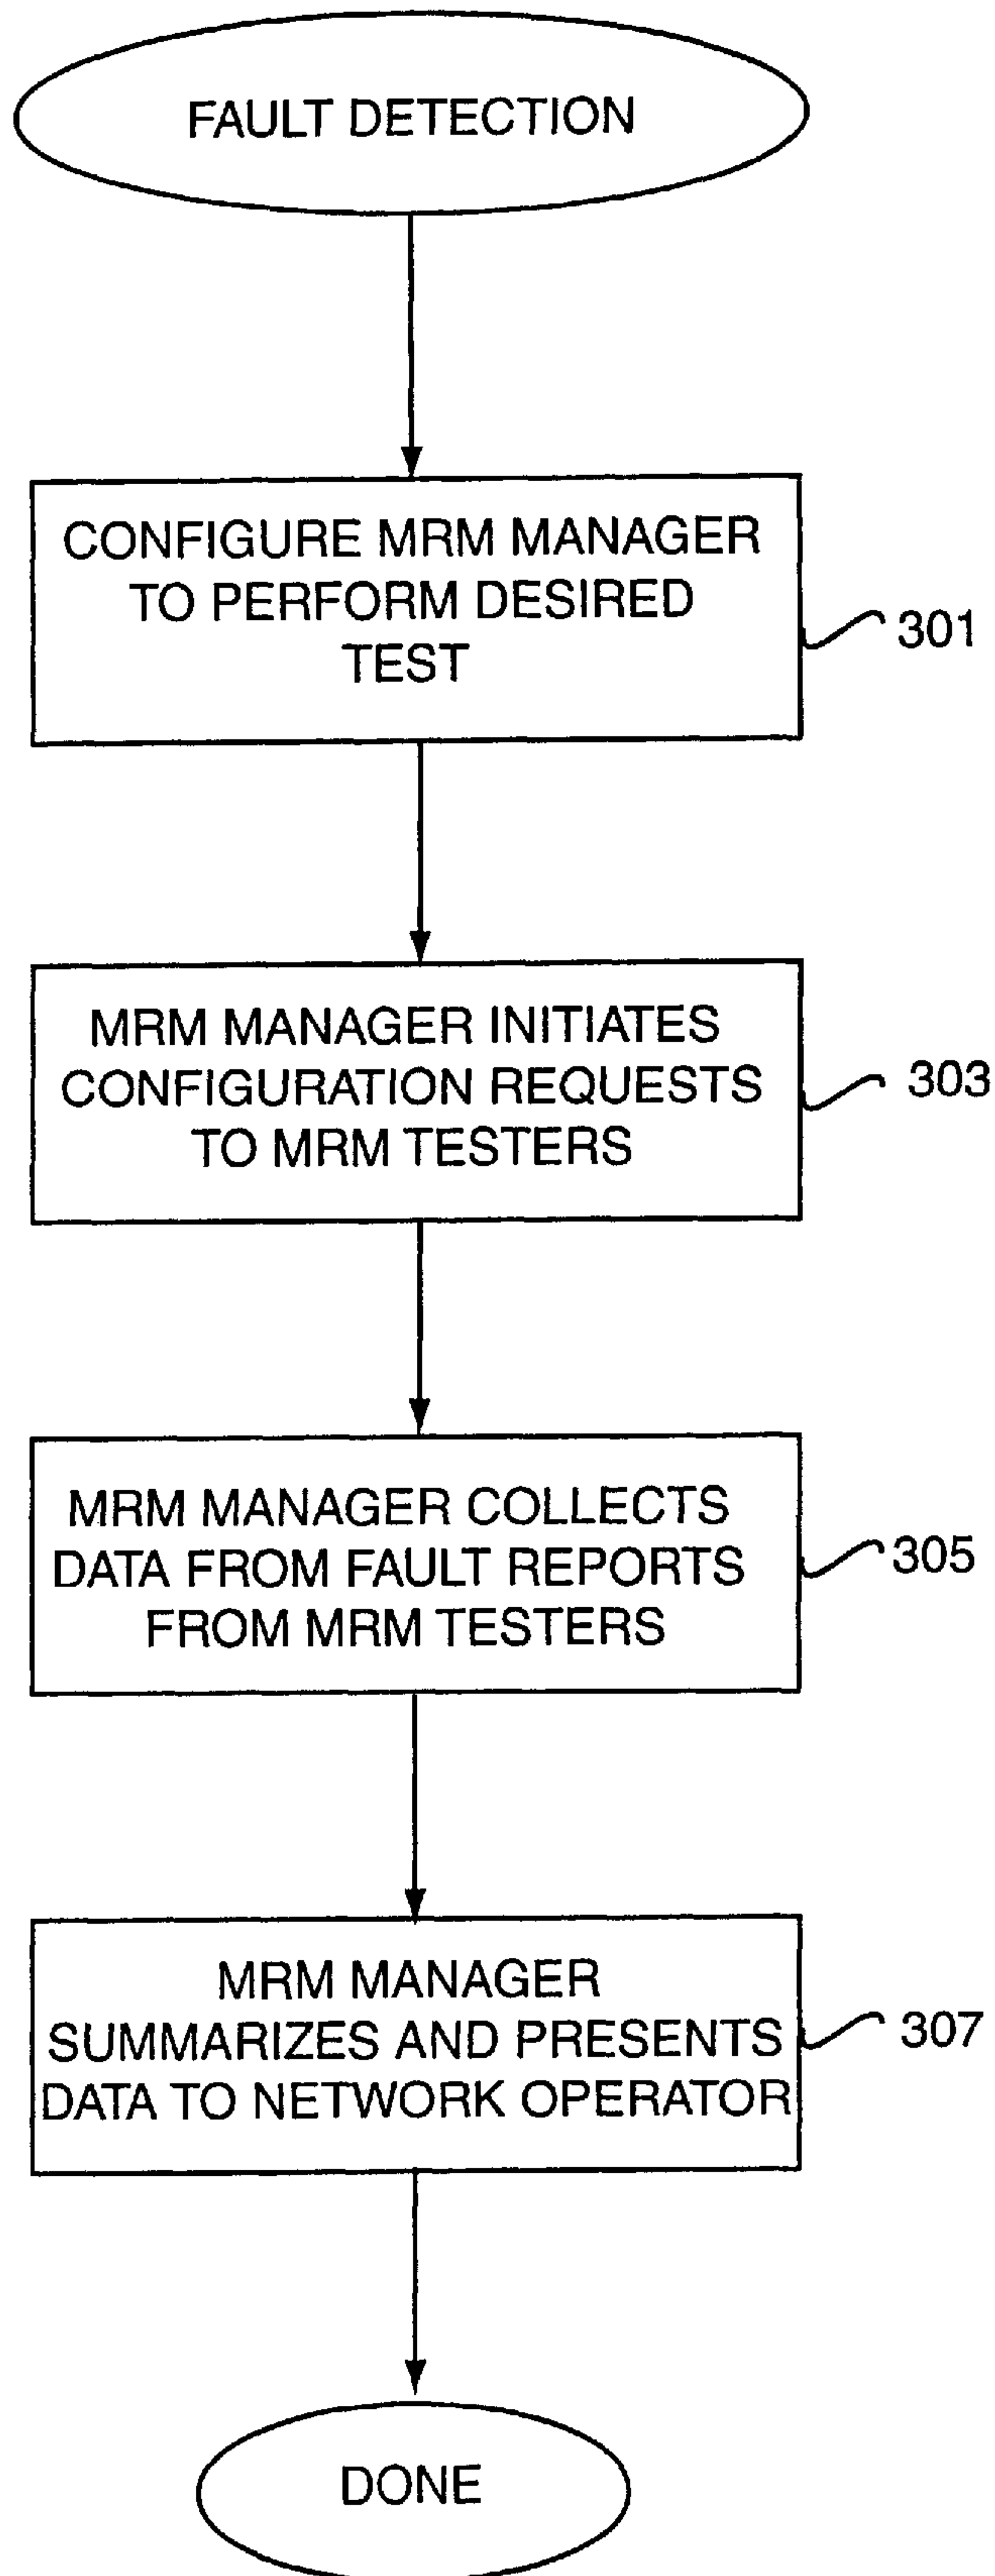 FAULT DETECTION
CONFIGURE MRM MANAGER
TO PERFORM DESIRED
TEST
301
MRM MANAGER INITIATES
CONFIGURATION REQUESTS
TO MRM TESTERS
303
MRM MANAGER COLLECTS
DATA FROM FAULT REPORTS
FROM MRM TESTERS
305
MRM MANAGER
SUMMARIZES AND PRESENTS
DATA TO NETWORK OPERATOR
307
DONE